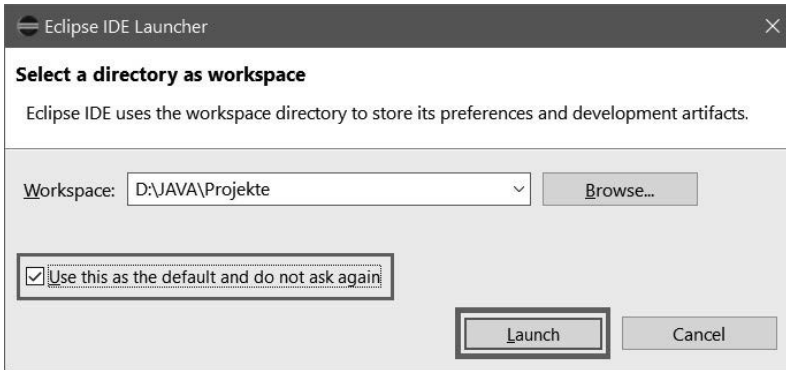 Eclipse IDE Launcher
Select a directory as workspace
Eclipse IDE uses the workspace directory to store its preferences and development artifacts.
Workspace: D:\JAVA\Projekte Browse...
Use this as the default and do not ask again
Launch Cancel